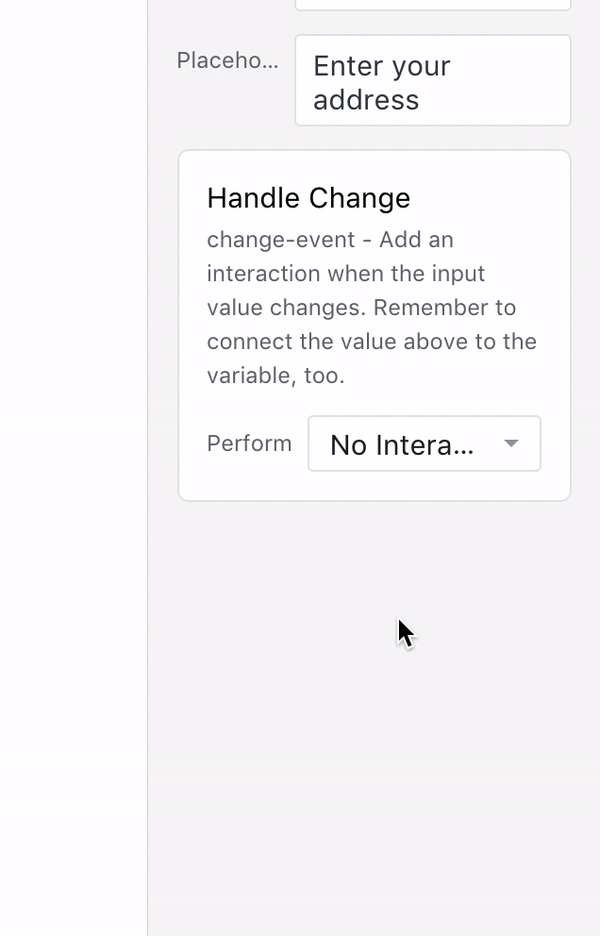 Placeho...
Enter your
address
Handle Change
change-event - Add an
interaction when the input
value changes. Remember to
connect the value above to the
variable, too.
Perform
No Intera...